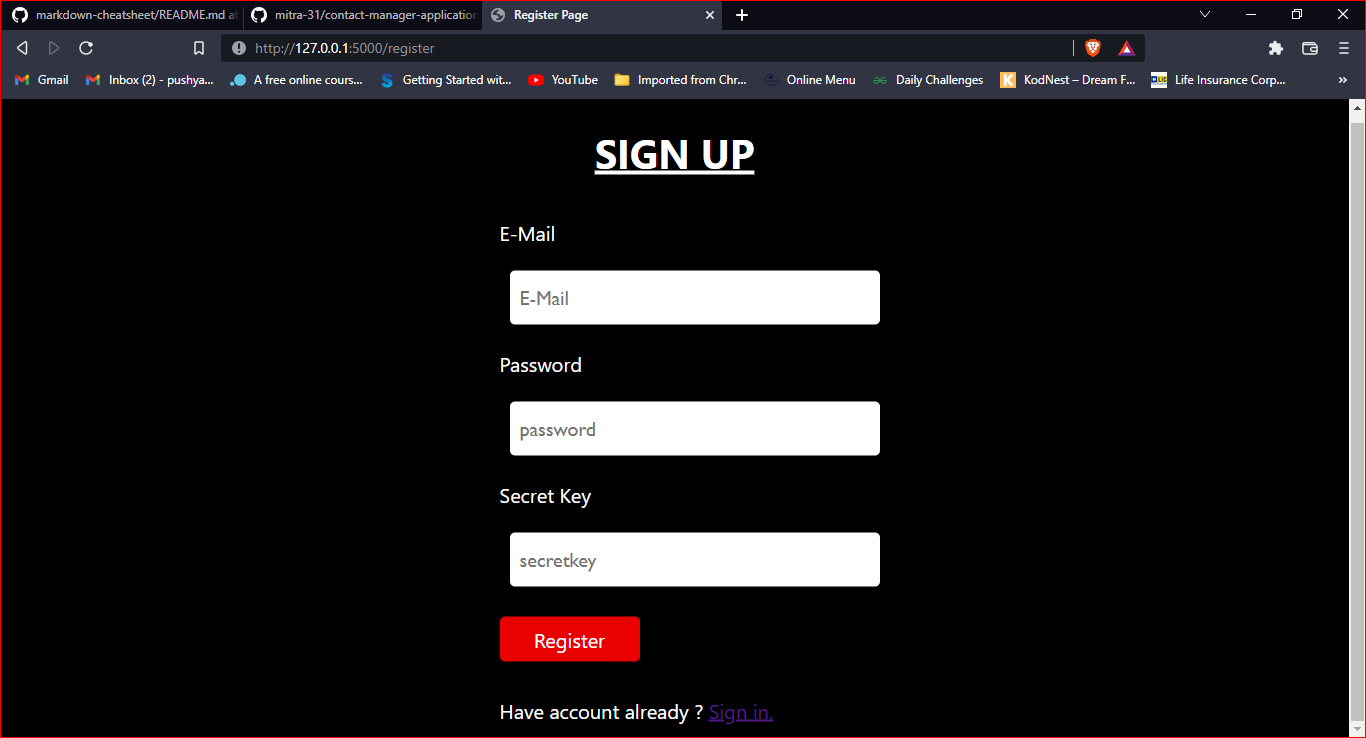 markdown-cheatsheet/README.md at
mitra-31/contact-manager-application
Register Page
http://127.0.0.1:5000/register
Gmail
Inbox (2) - pushya...
A free online cours...
Getting Started wit...
YouTube
Imported from Chr...
Online Menu
Daily Challenges
KodNest – Dream F...
Life Insurance Corp...
SIGN UP
E-Mail
E-Mail
Password
password
Secret Key
secretkey
Register
Have account already ? Sign in.